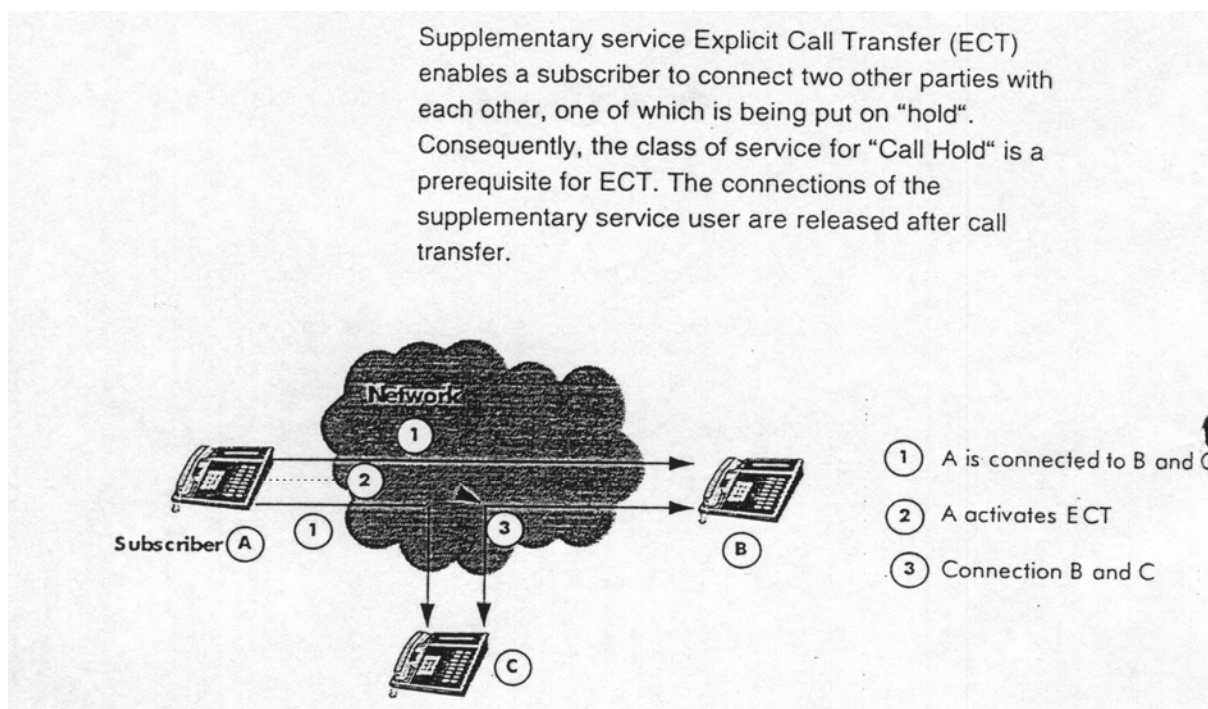 Supplementary service Explicit Call Transfer (ECT)
enables a subscriber to connect two other parties with
each other, one of which is being put on "hold“.
Consequently, the class of service for “Call Hold“ is a
prerequisite for ECT. The connections of the
supplementary service user are released after call
transfer.
Network
1
2
1
3
Subscriber A
B
C
1 A is connected to B and C
2 A activates ECT
3 Connection B and C